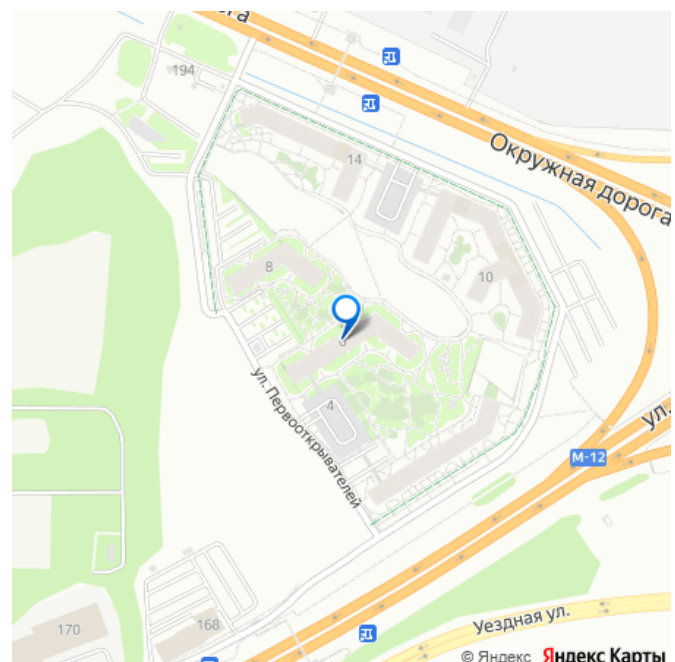 га
194
14
Окружная дорога
8
10
4
ул. Первооткрывателей
ул.
М-12
Уездная ул.
168
170
© Яндекс Яндекс Карты